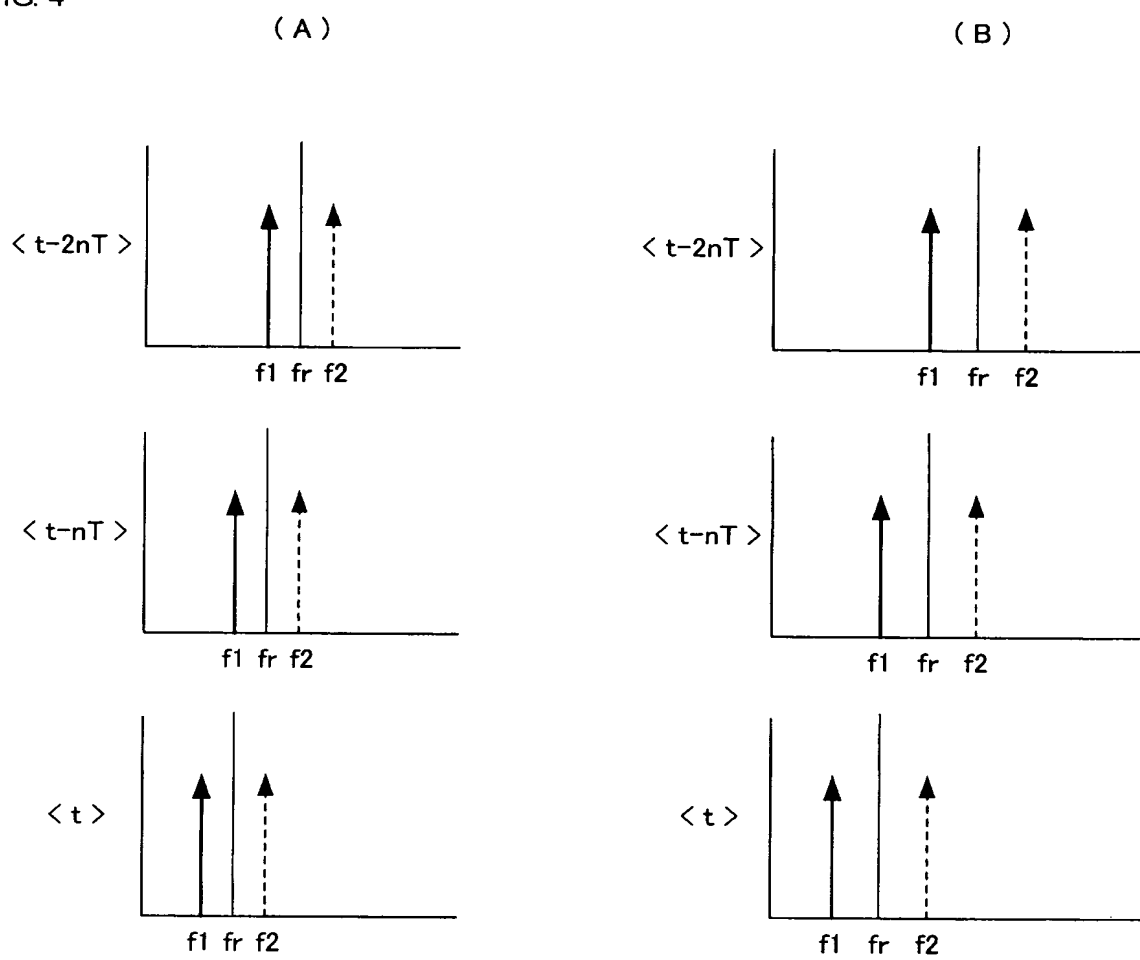 ( A )
( B )
< t-2nT >
f1 fr f2
< t-2nT >
f1 fr f2
< t-nT >
f1 fr f2
< t-nT >
f1 fr f2
< t >
f1 fr f2
< t >
f1 fr f2